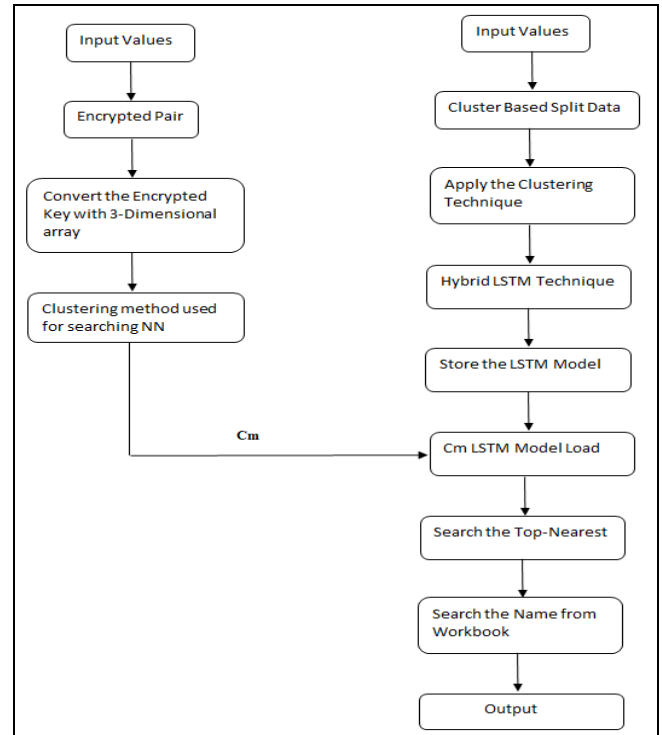 Input Values
Encrypted Pair
Convert the Encrypted
Key with 3-Dimensional
array
Clustering method used
for searching NN
Cm
Input Values
Cluster Based Split Data
Apply the Clustering
Technique
Hybrid LSTM Technique
Store the LSTM Model
Cm LSTM Model Load
Search the Top-Nearest
Search the Name from
Workbook
Output